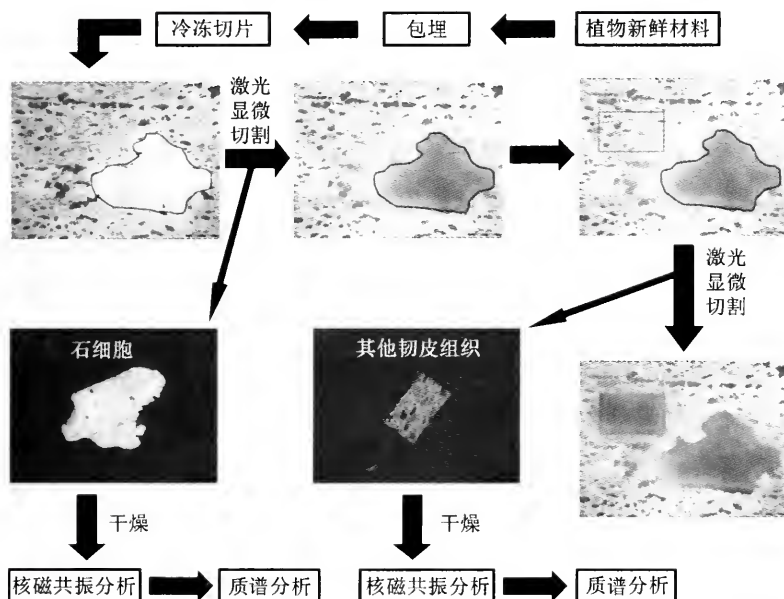 冷冻切片
包埋
植物新鲜材料
激光
显微
切割
激光
显微
切割
石细胞
其他韧皮组织
干燥
干燥
核磁共振分析
质谱分析
核磁共振分析
质谱分析